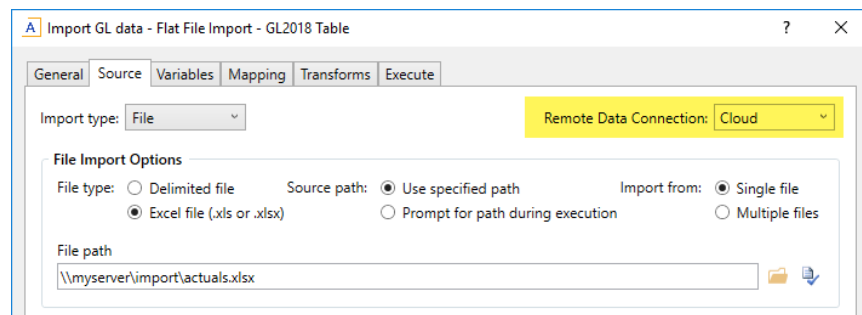 A Import GL data - Flat File Import - GL2018 Table ? X
General Source Variables Mapping Transforms Execute
Import type: File Remote Data Connection: Cloud
File Import Options
File type: Delimited file Source path: Use specified path Import from: Single file
Excel file (.xls or .xlsx) Prompt for path during execution Multiple files
File path
\\myserver\import\actuals.xlsx